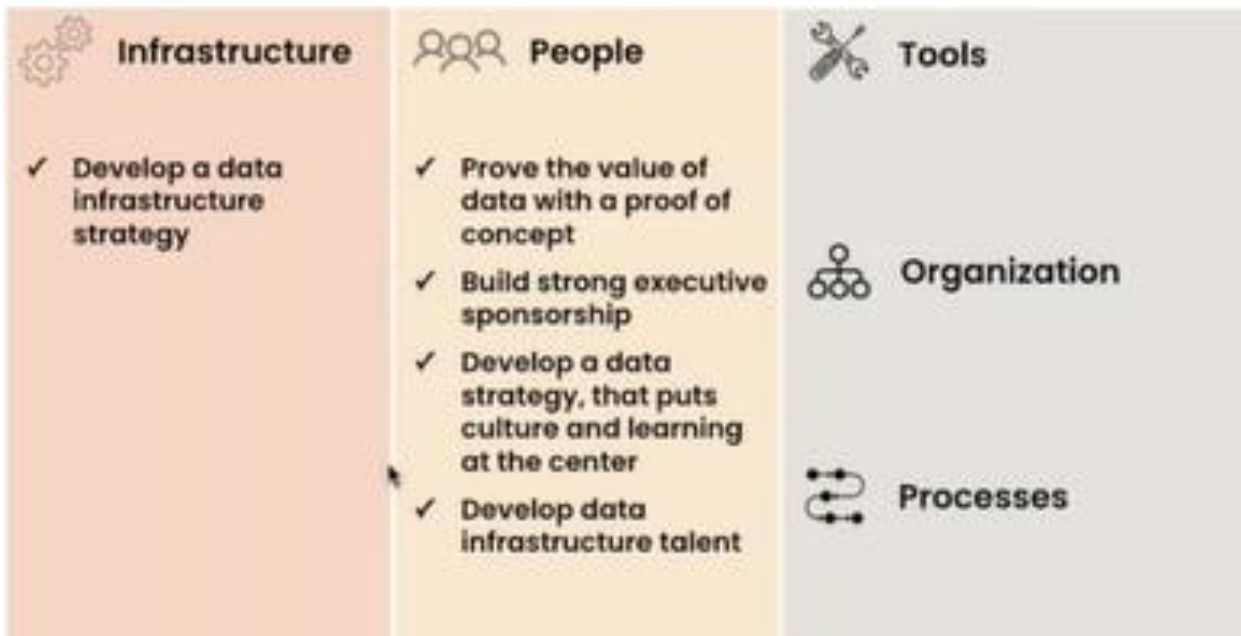 Infrastructure
✓ Develop a data
infrastructure
strategy
People
✓ Prove the value of
data with a proof of
concept
✓ Build strong executive
sponsorship
✓ Develop a data
strategy, that puts
culture and learning
at the center
✓ Develop data
infrastructure talent
Tools
Organization
Processes